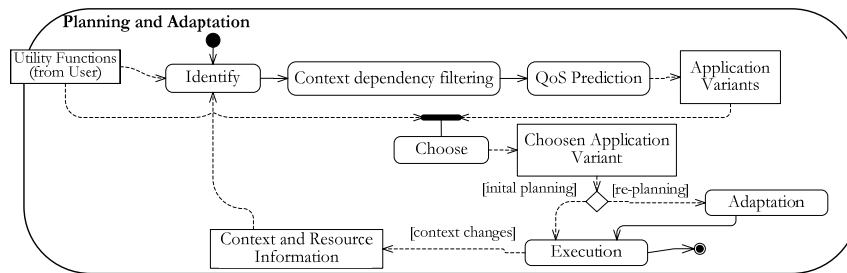 Planning and Adaptation
Utility Functions
(from User)
Identify
Context dependency filtering
QoS Prediction
Application
Variants
Choose
Choosen Application
Variant
[inital planning]
[re-planning]
Adaptation
[context changes]
Context and Resource
Information
Execution